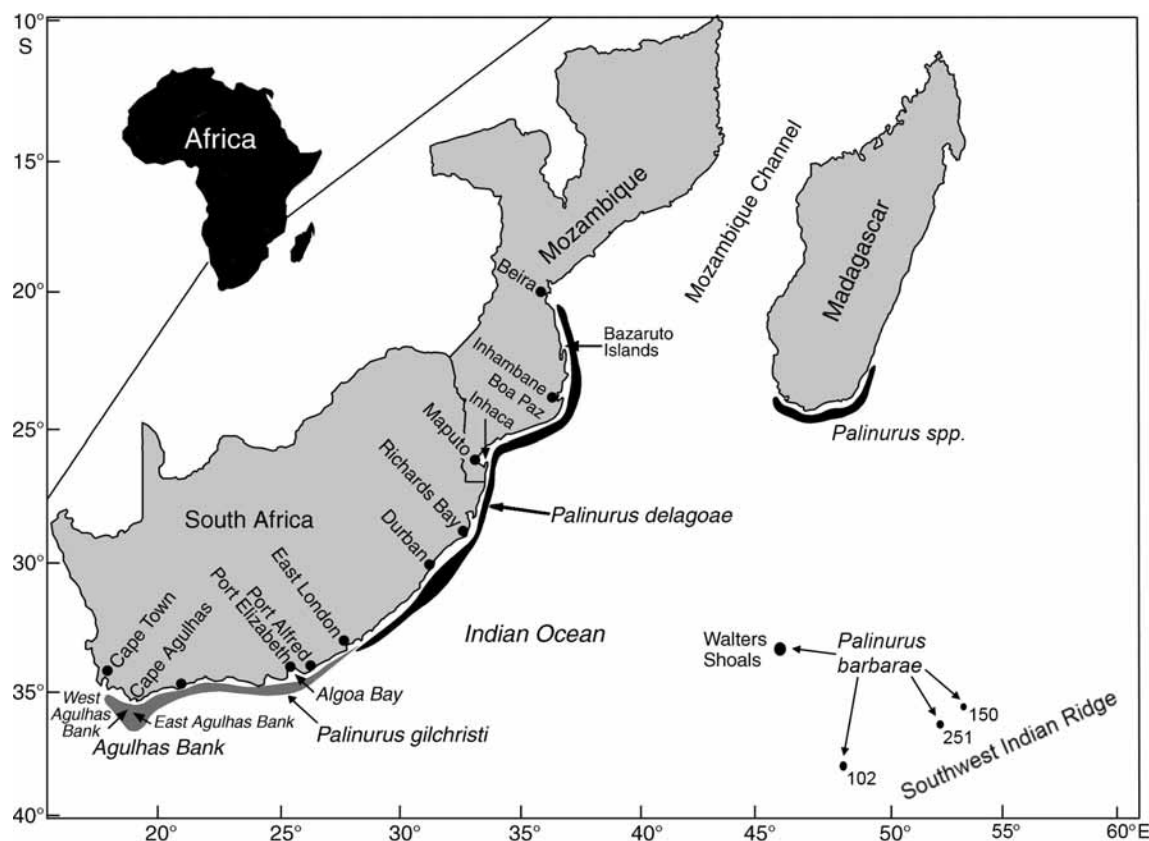 10°
S
15°
20°
25°
30°
35°
40°
20°
25°
30°
35°
40°
45°
50°
55°
60°E
Africa
Mozambique
Mozambique Channel
Madagascar
Beira
Bazaruto
Islands
Inhambane
Boa Paz
Inhaca
Maputo
Richards Bay
Durban
East London
Port Alfred
Port Elizabeth
Cape Agulhas
Cape Town
South Africa
Palinurus spp.
Palinurus delagoae
Indian Ocean
Walters
Shoals
Palinurus
barbarae
150
251
102
Southwest Indian Ridge
Algoa Bay
West
Agulhas
Bank
East Agulhas Bank
Agulhas Bank
Palinurus gilchristi